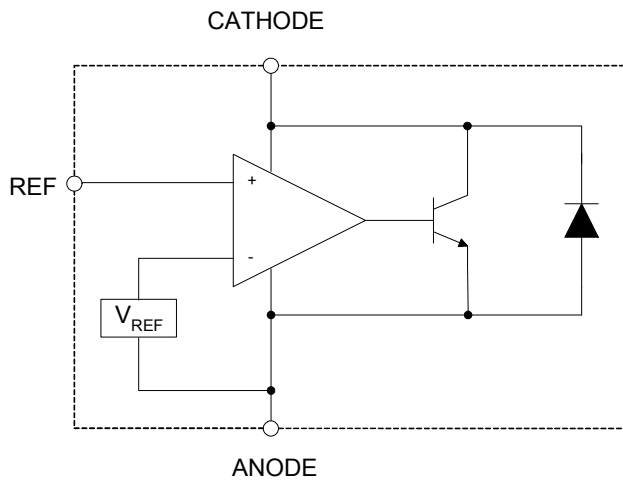 CATHODE
REF
+
-
VREF
ANODE